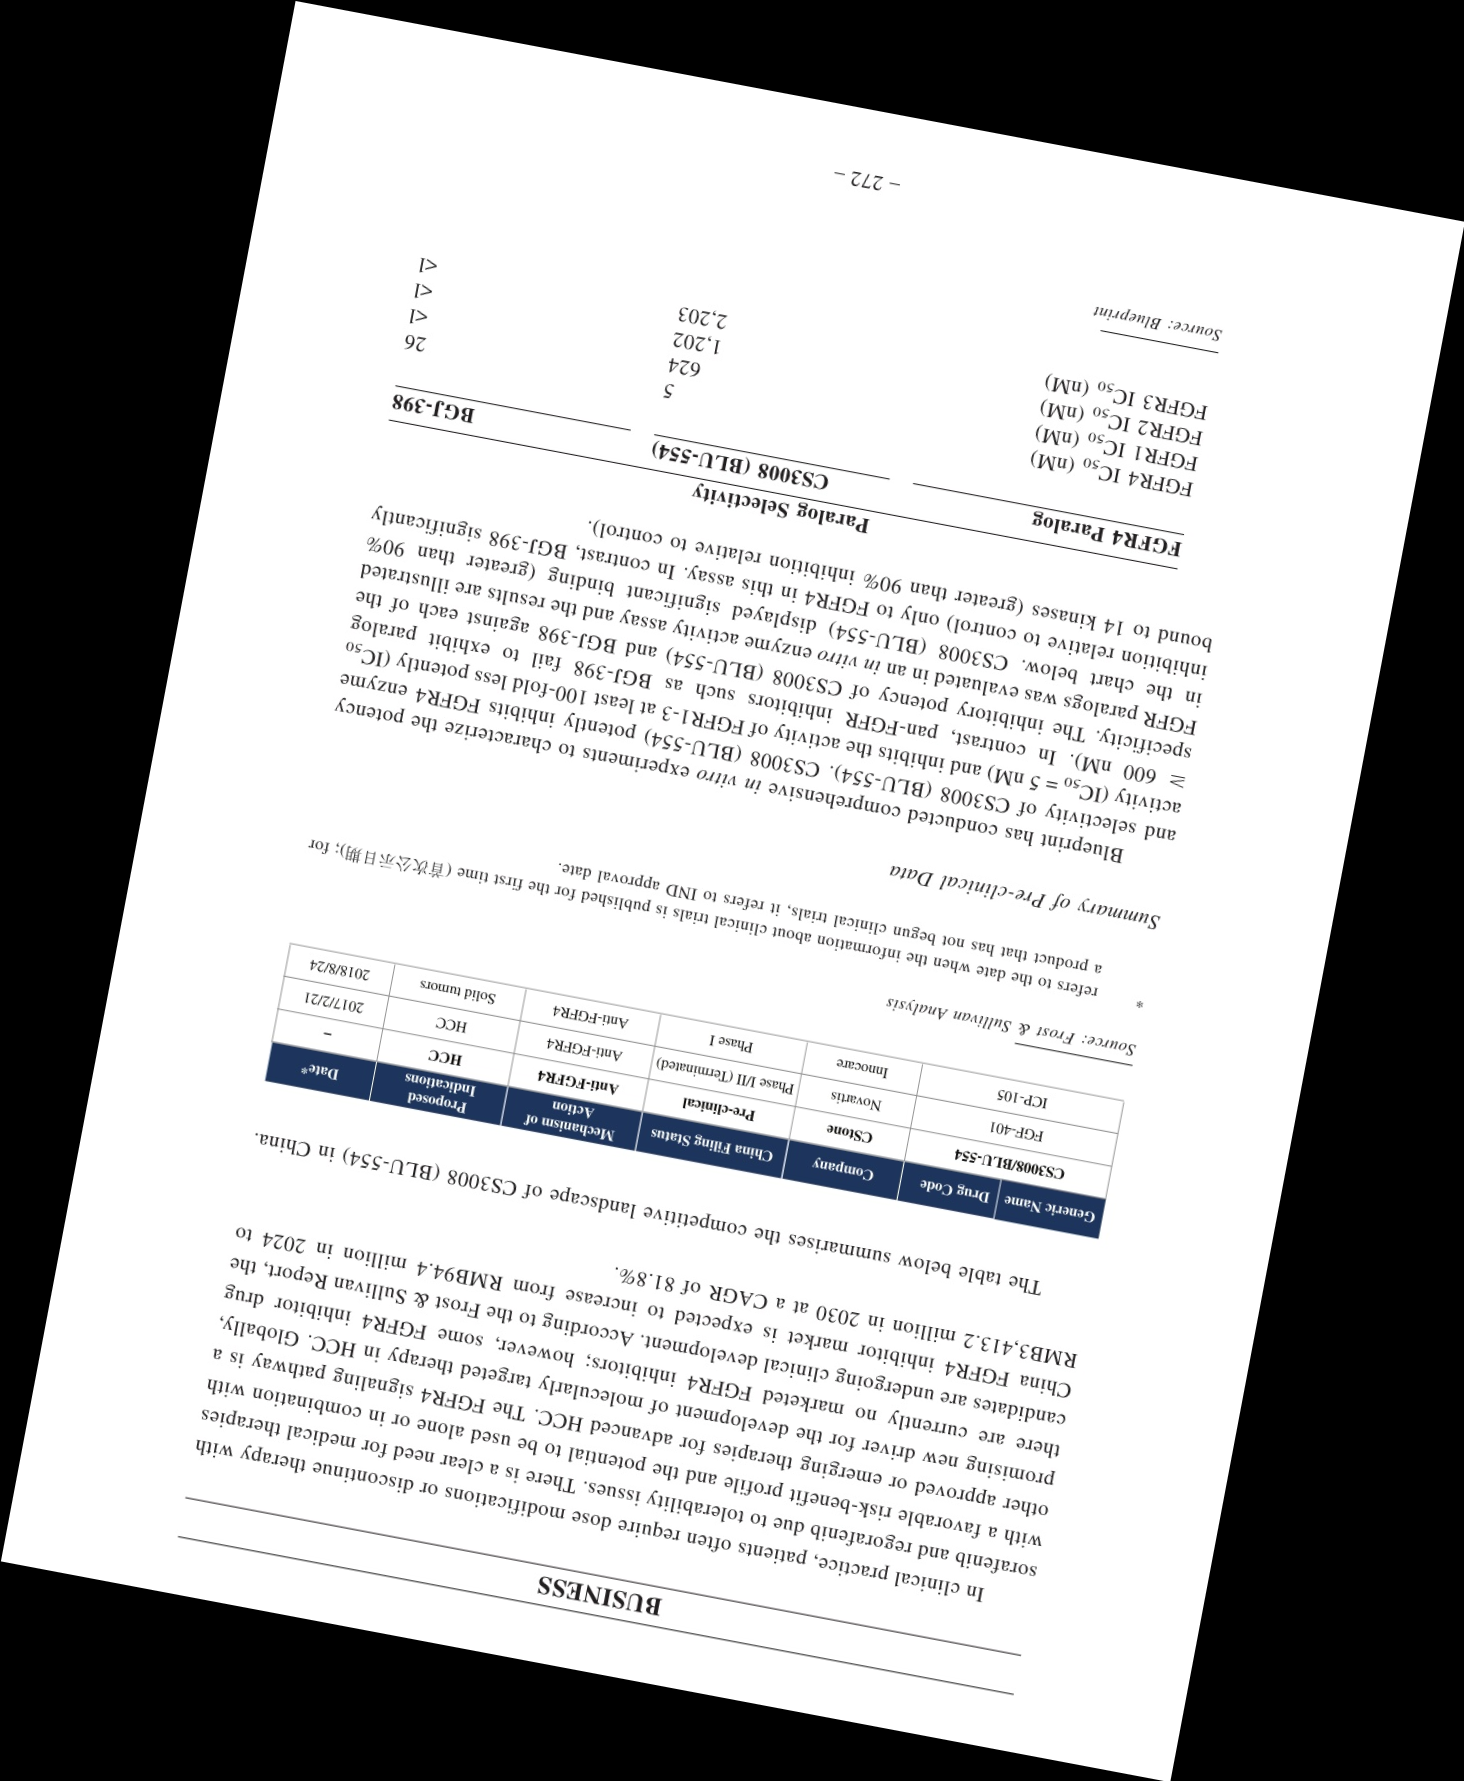 BUSINESS
In clinical practice, patients often require dose modifications or discontinue therapy with
sorafenib and regorafenib due to tolerability issues. There is a clear need for medical therapies
with a favorable risk-benefit profile and the potential to be used alone or in combination with
other approved or emerging therapies for advanced HCC. The FGFR4 signaling pathway is a
promising new driver for the development of molecularly targeted therapy in HCC. Globally,
there are currently no marketed FGFR4 inhibitors; however, some FGFR4 inhibitor drug
candidates are undergoing clinical development. According to the Frost & Sullivan Report, the
China FGFR4 inhibitor market is expected to increase from RMB94.4 million in 2024 to
RMB3,413.2 million in 2030 at a CAGR of 81.8%.
The table below summarises the competitive landscape of CS3008 (BLU-554) in China.
Generic Name Drug Code Company China Filing Status Mechanism of Action Proposed Indications Date*
CS3008/BLU-554 CStone Pre-clinical Anti-FGFR4 HCC –
FGF-401 Novartis Phase I/II (Terminated) Anti-FGFR4 HCC 2017/2/21
ICP-105 Innocare Phase I Anti-FGFR4 Solid tumors 2018/8/24
Source: Frost & Sullivan Analysis
* refers to the date when the information about clinical trials is published for the first time (首次公示日期); for
a product that has not begun clinical trials, it refers to IND approval date.
Summary of Pre-clinical Data
Blueprint has conducted comprehensive in vitro experiments to characterize the potency
and selectivity of CS3008 (BLU-554). CS3008 (BLU-554) potently inhibits FGFR4 enzyme
activity (IC50 = 5 nM) and inhibits the activity of FGFR1-3 at least 100-fold less potently (IC50
≥ 600 nM). In contrast, pan-FGFR inhibitors such as BGJ-398 fail to exhibit paralog
specificity. The inhibitory potency of CS3008 (BLU-554) and BGJ-398 against each of the
FGFR paralogs was evaluated in an in vitro enzyme activity assay and the results are illustrated
in the chart below. CS3008 (BLU-554) displayed significant binding (greater than 90%
inhibition relative to control) only to FGFR4 in this assay. In contrast, BGJ-398 significantly
bound to 14 kinases (greater than 90% inhibition relative to control).
Paralog Selectivity
FGFR4 Paralog CS3008 (BLU-554) BGJ-398
FGFR4 IC50 (nM) 5 26
FGFR1 IC50 (nM) 624 <1
FGFR2 IC50 (nM) 1,202 <1
FGFR3 IC50 (nM) 2,203 <1
Source: Blueprint
– 272 –